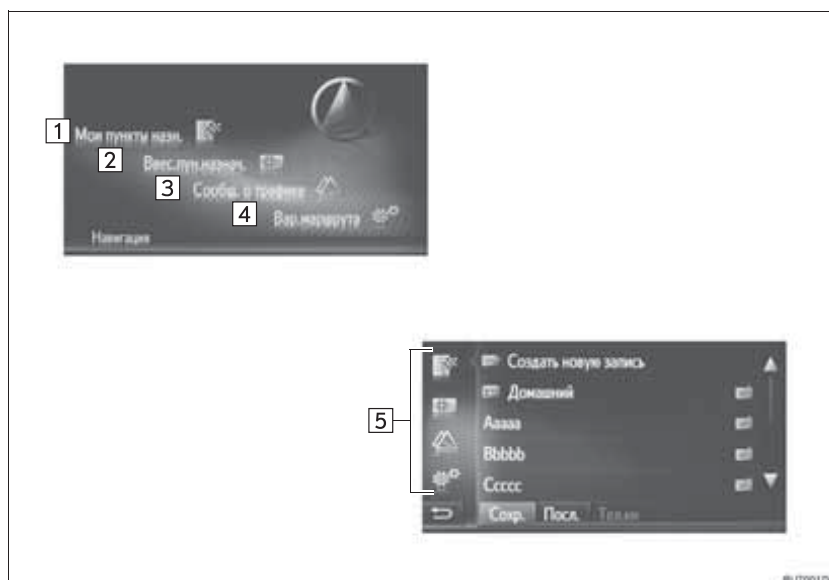 1 Мои пункты назн.
2 Ввес.пун.назнач.
3 Сообщ. о трафике
4 Вар.маршрута
Навигация
5
Создать новую запись
Домашний
Aaaaa
Bbbbb
Ccccc
Сохр. Посл.